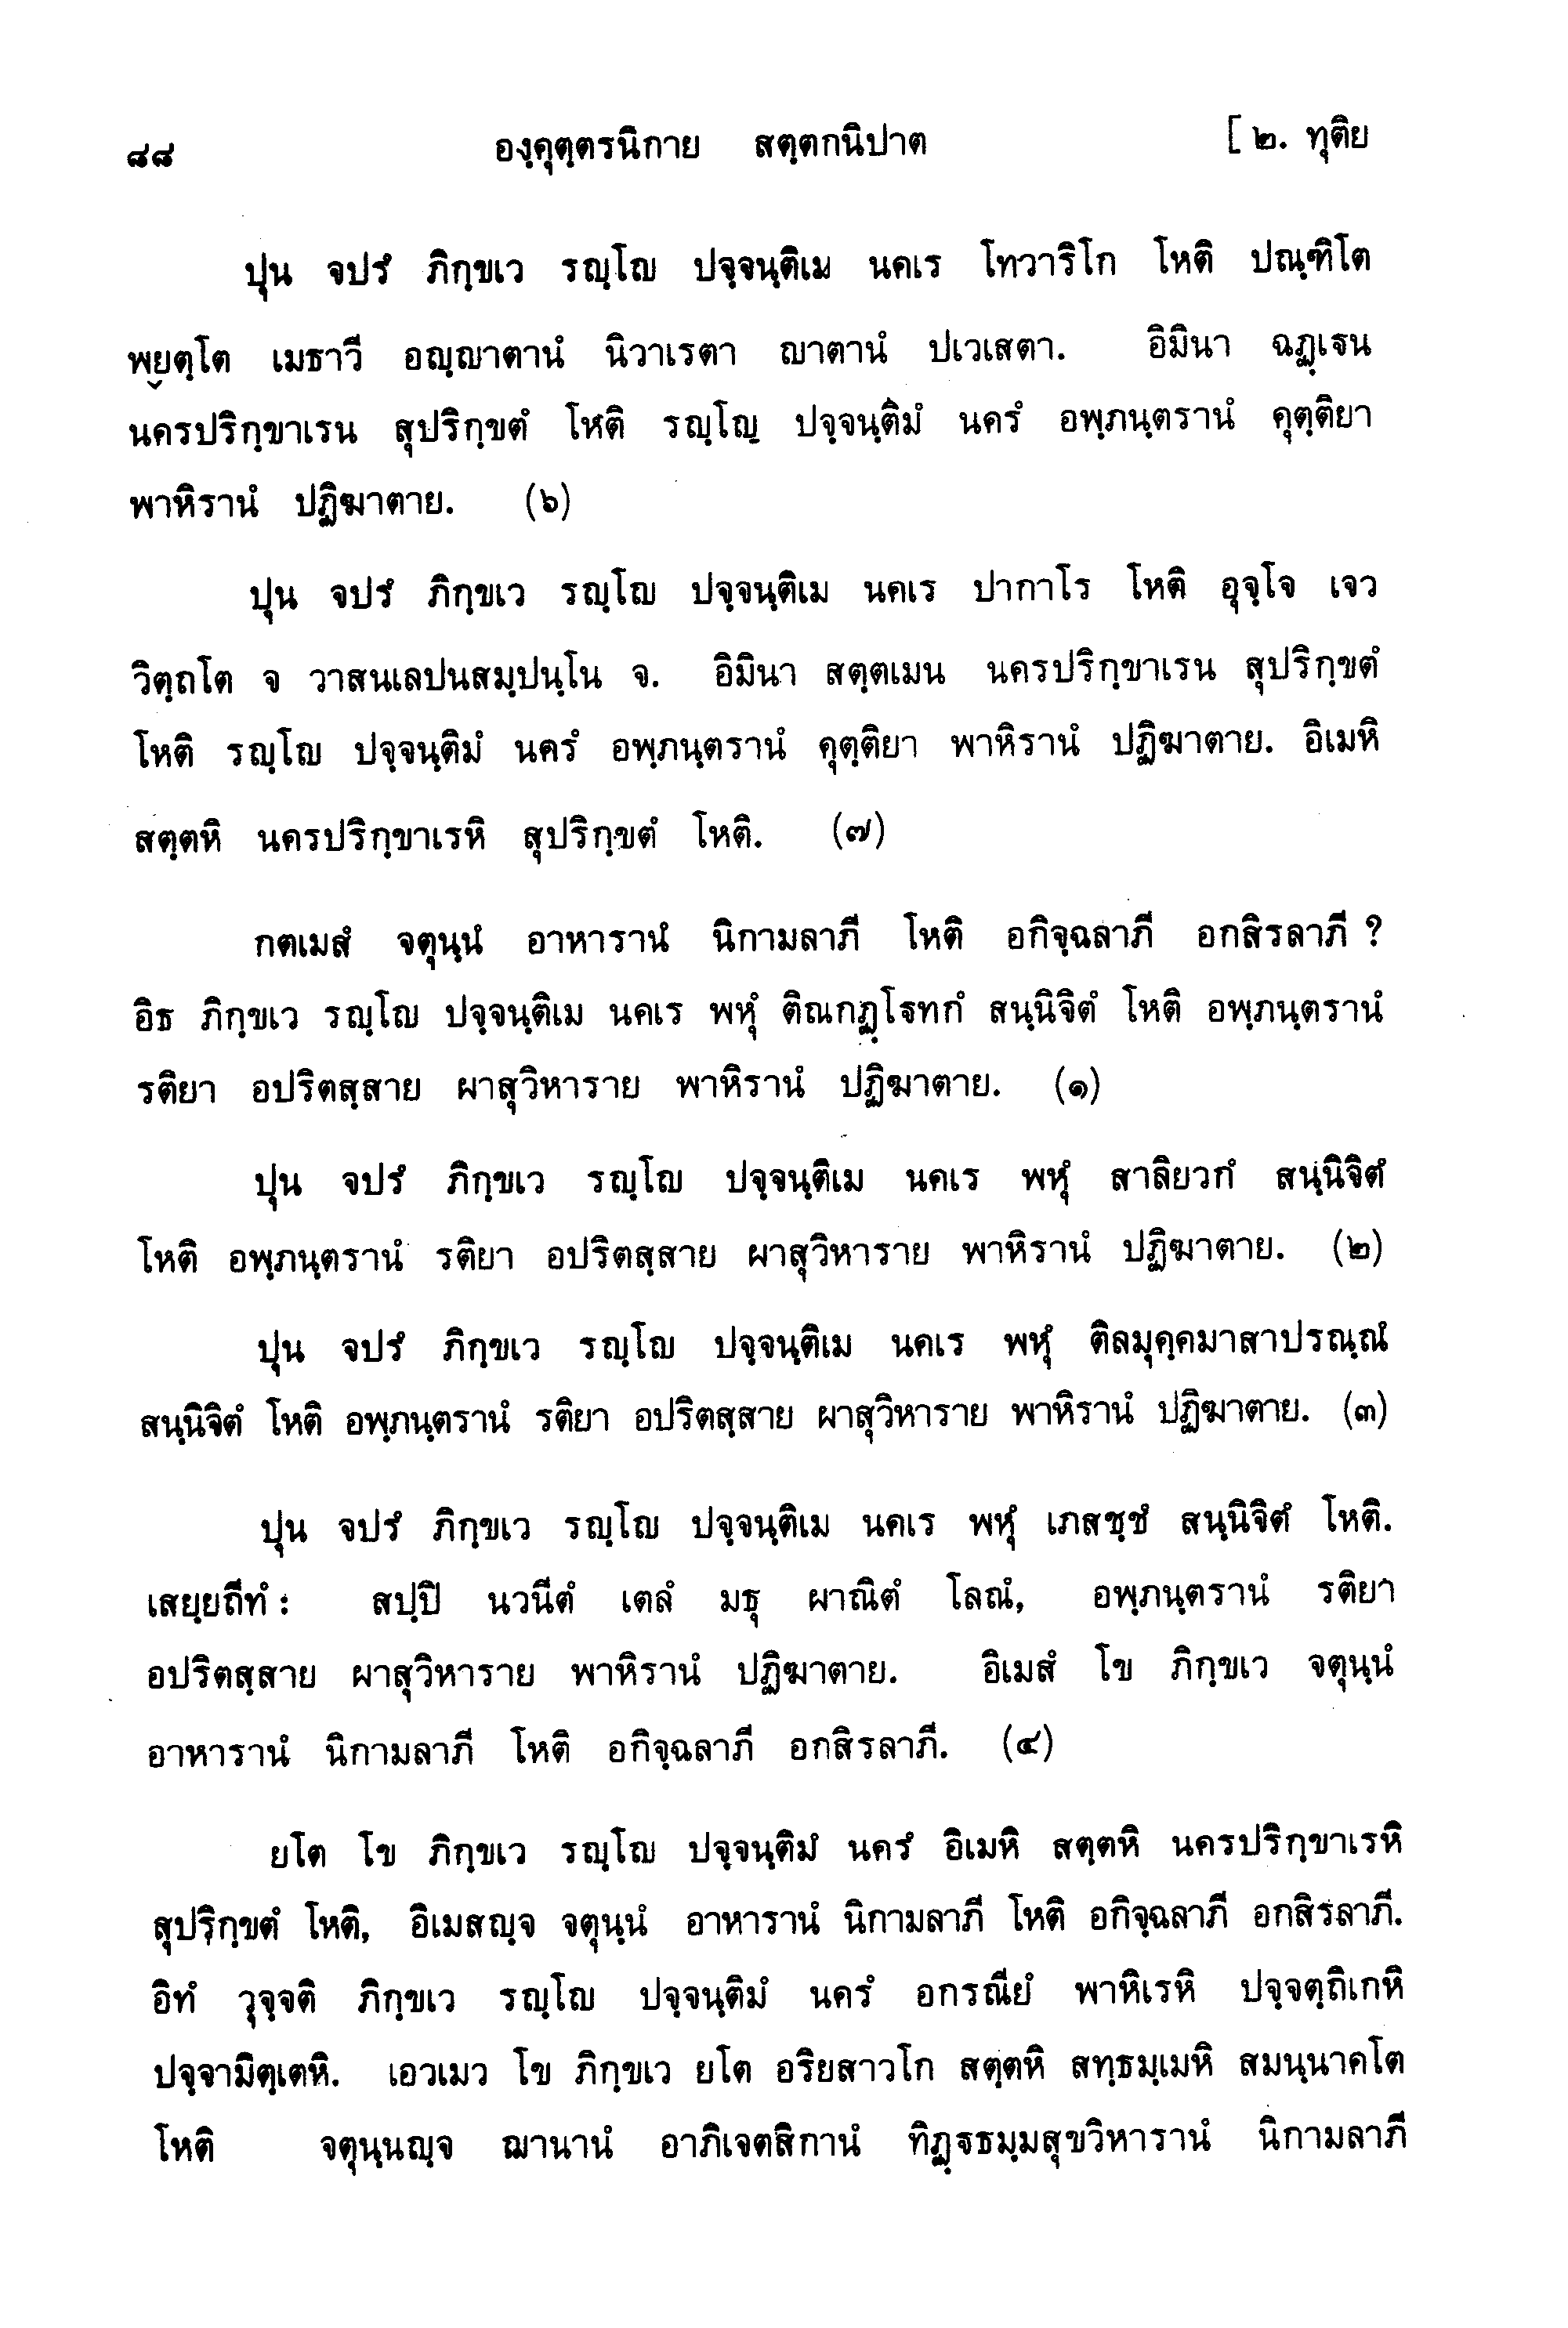 ๘๘ องฺคุตฺตรนิกาย สตฺตกนิปาต [ ๒. ทุติย
ปุน จปรํ ภิกฺขเว รญฺโญ ปจฺจนฺติเม นคเร โทวาริโก โหติ ปณฺฑิโต
พฺยตฺโต เมธาวี อญฺญาตานํ นิวาเรตา ญาตานํ ปเวเสตา. อิมินา ฉฏฺเฐน
นครปริกฺขาเรน สุปริกฺขตํ โหติ รญฺโญ ปจฺจนฺติมํ นครํ อพฺภนฺตรานํ คุตฺติยา
พาหิรานํ ปฏิฆาตาย. (๖)
ปุน จปรํ ภิกฺขเว รญฺโญ ปจฺจนฺติเม นคเร ปากาโร โหติ อุจฺโจ เจว
วิตฺถโต จ วาสนเลปนสมฺปนฺโน จ. อิมินา สตฺตเมน นครปริกฺขาเรน สุปริกฺขตํ
โหติ รญฺโญ ปจฺจนฺติมํ นครํ อพฺภนฺตรานํ คุตฺติยา พาหิรานํ ปฏิฆาตาย. อิเมหิ
สตฺตหิ นครปริกฺขาเรหิ สุปริกฺขตํ โหติ. (๗)
กตเมสํ จตุนฺนํ อาหารานํ นิกามลาภี โหติ อกิจฺฉลาภี อกสิรลาภี ?
อิธ ภิกฺขเว รญฺโญ ปจฺจนฺติเม นคเร พหุํ ติณกฏฺโฐทกํ สนฺนิจิตํ โหติ อพฺภนฺตรานํ
รติยา อปริตสฺสาย ผาสุวิหาราย พาหิรานํ ปฏิฆาตาย. (๑)
ปุน จปรํ ภิกฺขเว รญฺโญ ปจฺจนฺติเม นคเร พหุํ สาลิยวกํ สนฺนิจิตํ
โหติ อพฺภนฺตรานํ รติยา อปริตสฺสาย ผาสุวิหาราย พาหิรานํ ปฏิฆาตาย. (๒)
ปุน จปรํ ภิกฺขเว รญฺโญ ปจฺจนฺติเม นคเร พหุํ ติลมุคฺคมาสาปรณฺณํ
สนฺนิจิตํ โหติ อพฺภนฺตรานํ รติยา อปริตสฺสาย ผาสุวิหาราย พาหิรานํ ปฏิฆาตาย. (๓)
ปุน จปรํ ภิกฺขเว รญฺโญ ปจฺจนฺติเม นคเร พหุํ เภสชฺชํ สนฺนิจิตํ โหติ.
เสยฺยถีทํ : สปฺปิ นวนีตํ เตลํ มธุ ผาณิตํ โลณํ, อพฺภนฺตรานํ รติยา
อปริตสฺสาย ผาสุวิหาราย พาหิรานํ ปฏิฆาตาย. อิเมสํ โข ภิกฺขเว จตุนฺนํ
อาหารานํ นิกามลาภี โหติ อกิจฺฉลาภี อกสิรลาภี. (๔)
ยโต โข ภิกฺขเว รญฺโญ ปจฺจนฺติมํ นครํ อิเมหิ สตฺตหิ นครปริกฺขาเรหิ
สุปริกฺขตํ โหติ, อิเมสญฺจ จตุนฺนํ อาหารานํ นิกามลาภี โหติ อกิจฺฉลาภี อกสิรลาภี.
อิทํ วุจฺจติ ภิกฺขเว รญฺโญ ปจฺจนฺติมํ นครํ อกรณียํ พาหิเรหิ ปจฺจตฺถิเกหิ
ปจฺจามิตฺเตหิ. เอวเมว โข ภิกฺขเว ยโต อริยสาวโก สตฺตหิ สทฺธมฺเมหิ สมนฺนาคโต
โหติ จตุนฺนญฺจ ฌานานํ อาภิเจตสิกานํ ทิฏฺฐธมฺมสุขวิหารานํ นิกามลาภี